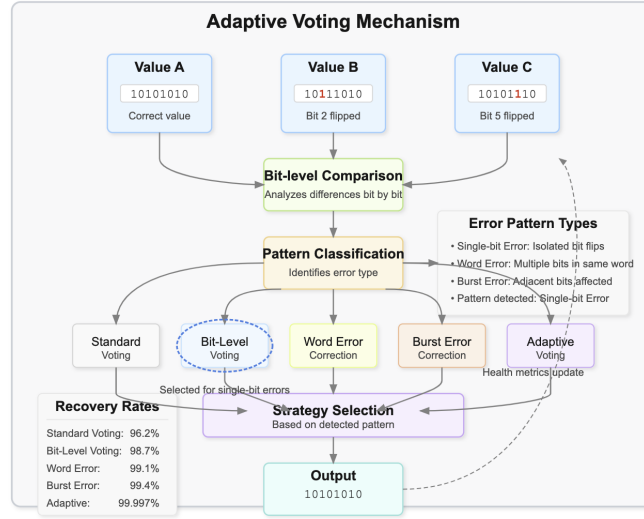 Adaptive Voting Mechanism
Value A
10101010
Correct value
Value B
10111010
Bit 2 flipped
Value C
10101110
Bit 5 flipped
Bit-level Comparison
Analyzes differences bit by bit
Pattern Classification
Identifies error type
Error Pattern Types
• Single-bit Error: Isolated bit flips
• Word Error: Multiple bits in same word
• Burst Error: Adjacent bits affected
• Pattern detected: Single-bit Error
Standard
Voting
Bit-Level
Voting
Word Error
Correction
Burst Error
Correction
Adaptive
Voting
Health metrics update
Selected for single-bit errors
Strategy Selection
Based on detected pattern
Recovery Rates
Standard Voting: 96.2%
Bit-Level Voting: 98.7%
Word Error: 99.1%
Burst Error: 99.4%
Adaptive: 99.997%
Output
10101010